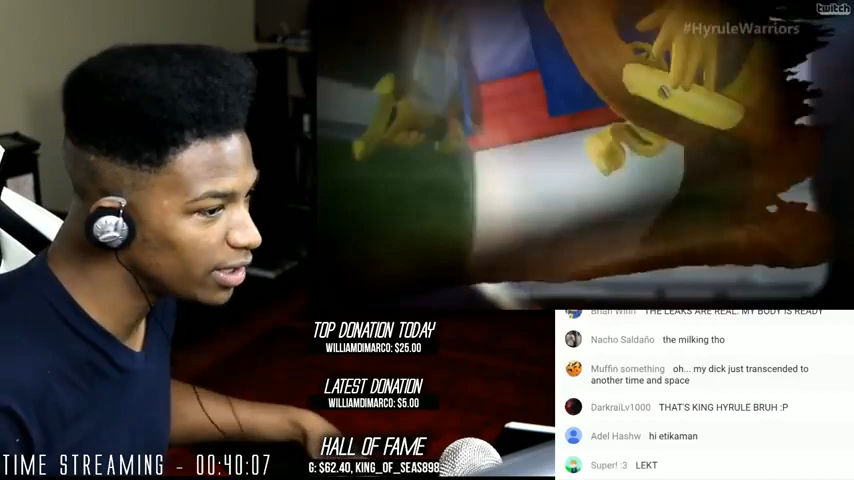 twitch
#HyruleWarriors
TOP DONATION TODAY
WILLIAMDIMARCO: $25.00
LATEST DONATION
WILLIAMDIMARCO: $5.00
HALL OF FAME
G: $62.40, KING_OF_SEAS898
TIME STREAMING - 00:40:07
Brian Winn THE LEAKS ARE REAL. MY BODY IS READY
Nacho Saldaño the milking tho
Muffin something oh... my dick just transcended to
another time and space
DarkraiLv1000 THAT'S KING HYRULE BRUH :P
Adel Hashw hi etikaman
Super! :3 LEKT